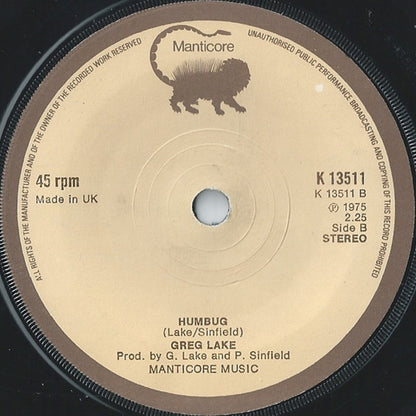 Manticore
ALL RIGHTS OF THE MANUFACTURER AND OF THE OWNER OF THE RECORDED WORK RESERVED
UNAUTHORISED PUBLIC PERFORMANCE BROADCASTING AND COPYING OF THIS RECORD PROHIBITED
45 rpm
Made in UK
K 13511
K 13511 B
℗ 1975
2.25
Side B
STEREO
HUMBUG
(Lake/Sinfield)
GREG LAKE
Prod. by G. Lake and P. Sinfield
MANTICORE MUSIC